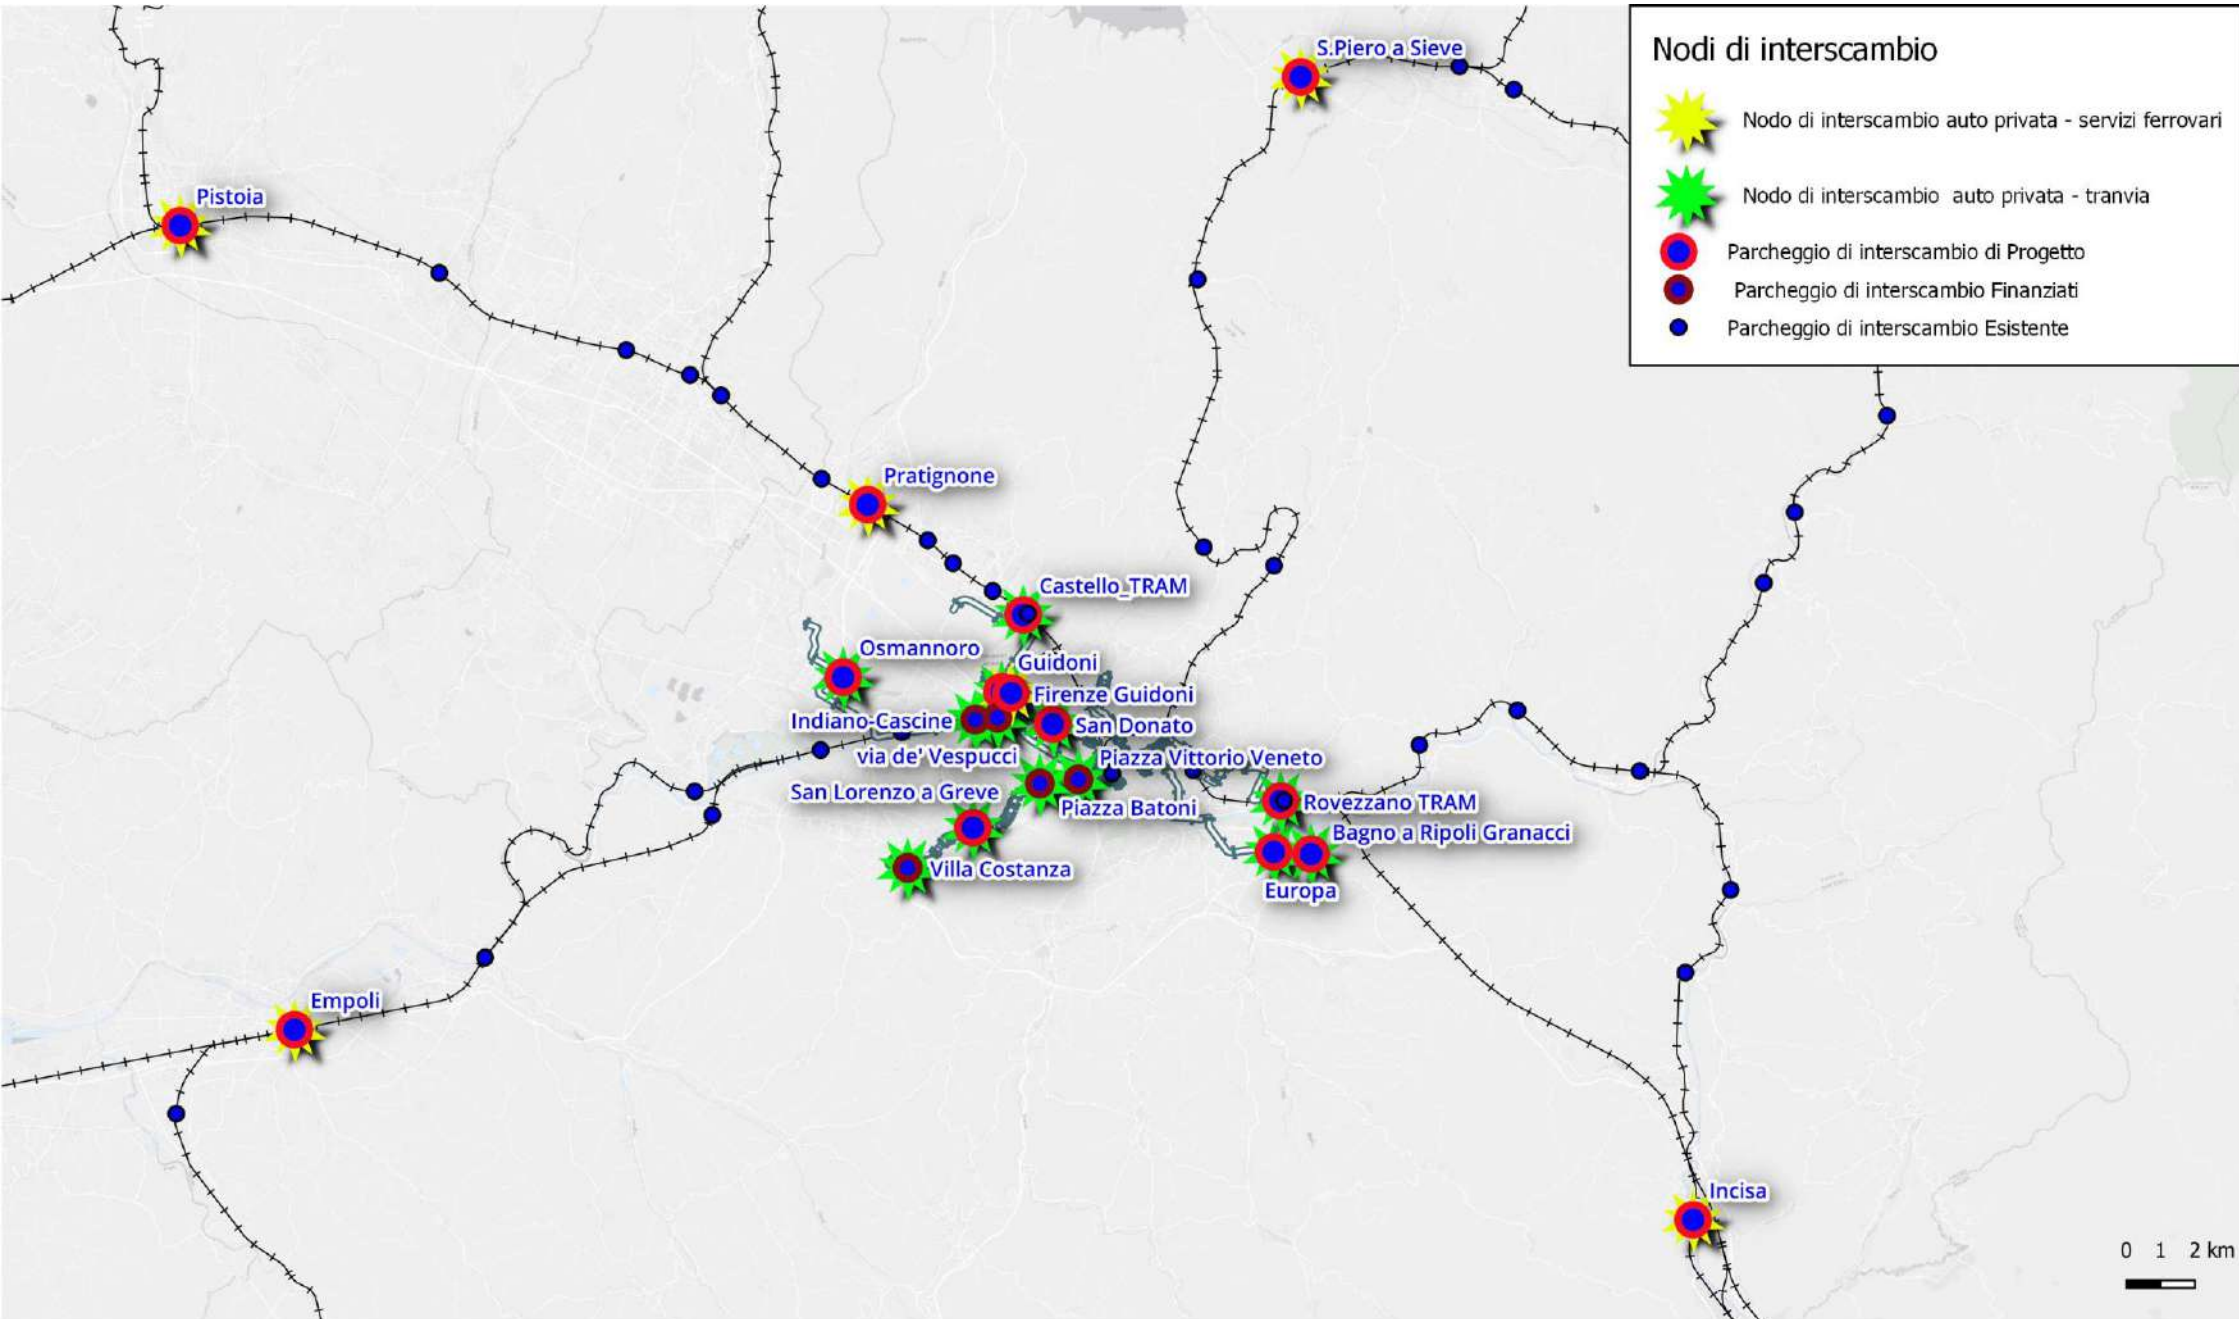 S.Piero a Sieve
Nodi di interscambio
Nodo di interscambio auto privata - servizi ferrovari
Nodo di interscambio auto privata - tranvia
Parcheggio di interscambio di Progetto
Parcheggio di interscambio Finanziati
Parcheggio di interscambio Esistente
Pistoia
Pratignone
Castello_TRAM
Osmannoro
Guidoni
Firenze Guidoni
Indiano-Cascine
San Donato
via de' Vespucci
Piazza Vittorio Veneto
San Lorenzo a Greve
Piazza Batoni
Rovezzano TRAM
Bagno a Ripoli Granacci
Villa Costanza
Europa
Empoli
Incisa
0 1 2 km